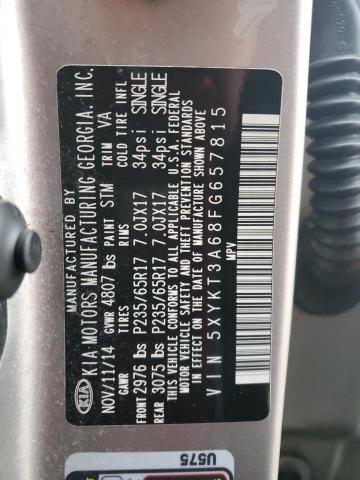 MANUFACTURED BY
KIA KIA MOTORS MANUFACTURING GEORGIA. INC.
NOV/11/14 GVWR 4807 lbs PAINT STM TRIM VA
GAWR TIRES RIMS COLD TIRE INFL
FRONT 2976 lbs P235/65R17 7.0JX17 34psi SINGLE
REAR 3075 lbs P235/65R17 7.0JX17 34psi SINGLE
THIS VEHICLE CONFORMS TO ALL APPLICABLE U.S.A. FEDERAL
MOTOR VEHICLE SAFETY AND THEFT PREVENTION
STANDARDS IN EFFECT ON THE DATE OF MANUFACTURE SHOWN ABOVE
VIN 5XYKT3A68FG657815
MPV
U575